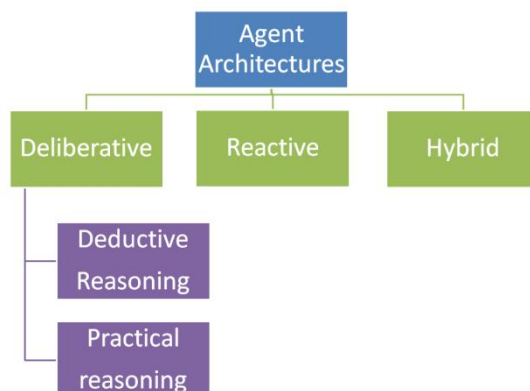 Agent
Architectures
Deliberative
Reactive
Hybrid
Deductive
Reasoning
Practical
reasoning